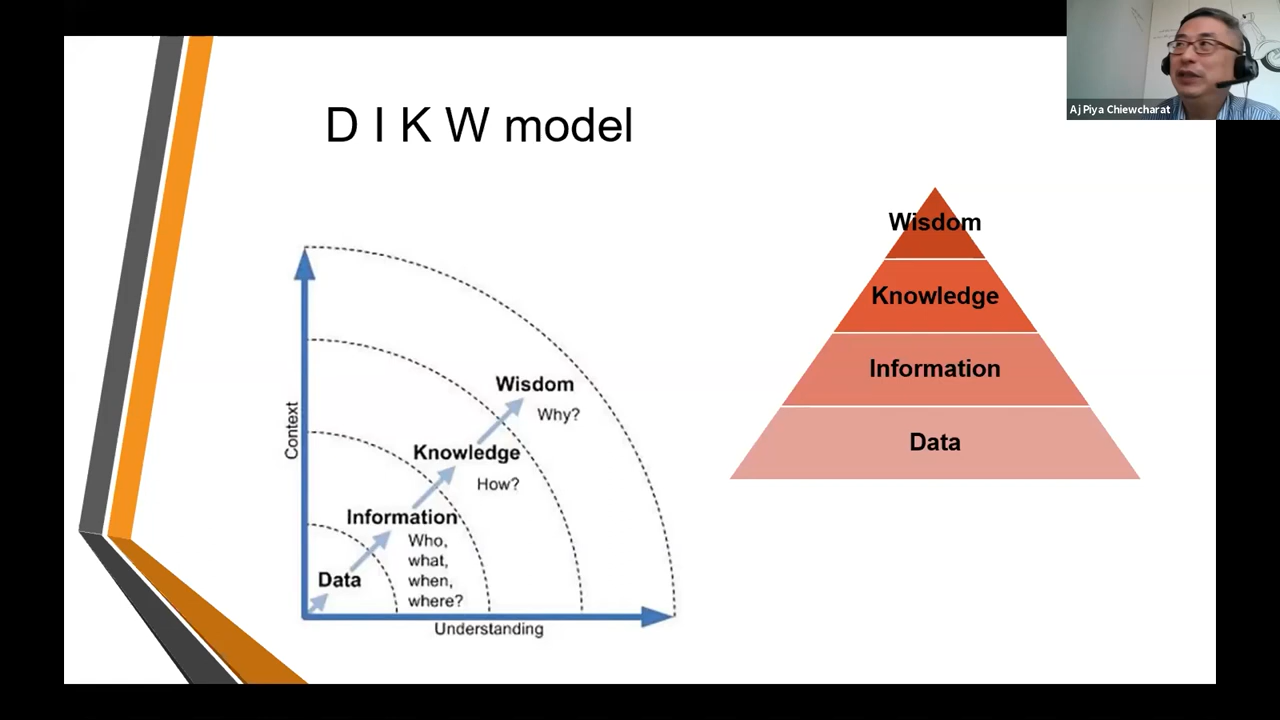 Aj Piya Chiewcharat
D I K W model
Wisdom
Knowledge
Information
Data
Context
Wisdom
Why?
Knowledge
How?
Information
Who,
what,
when,
where?
Data
Understanding